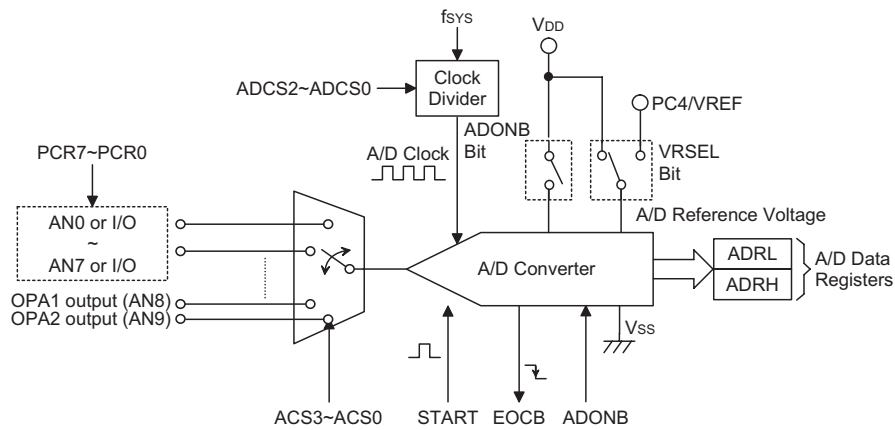 fSYS
VDD
Clock
Divider
ADCS2~ADCS0
PC4/VREF
ADONB
Bit
VRSEL
Bit
PCR7~PCR0
A/D Clock
A/D Reference Voltage
AN0 or I/O
~
AN7 or I/O
A/D Converter
ADRL
ADRH
A/D Data
Registers
OPA1 output (AN8)
OPA2 output (AN9)
VSS
ACS3~ACS0
START
EOCB
ADONB